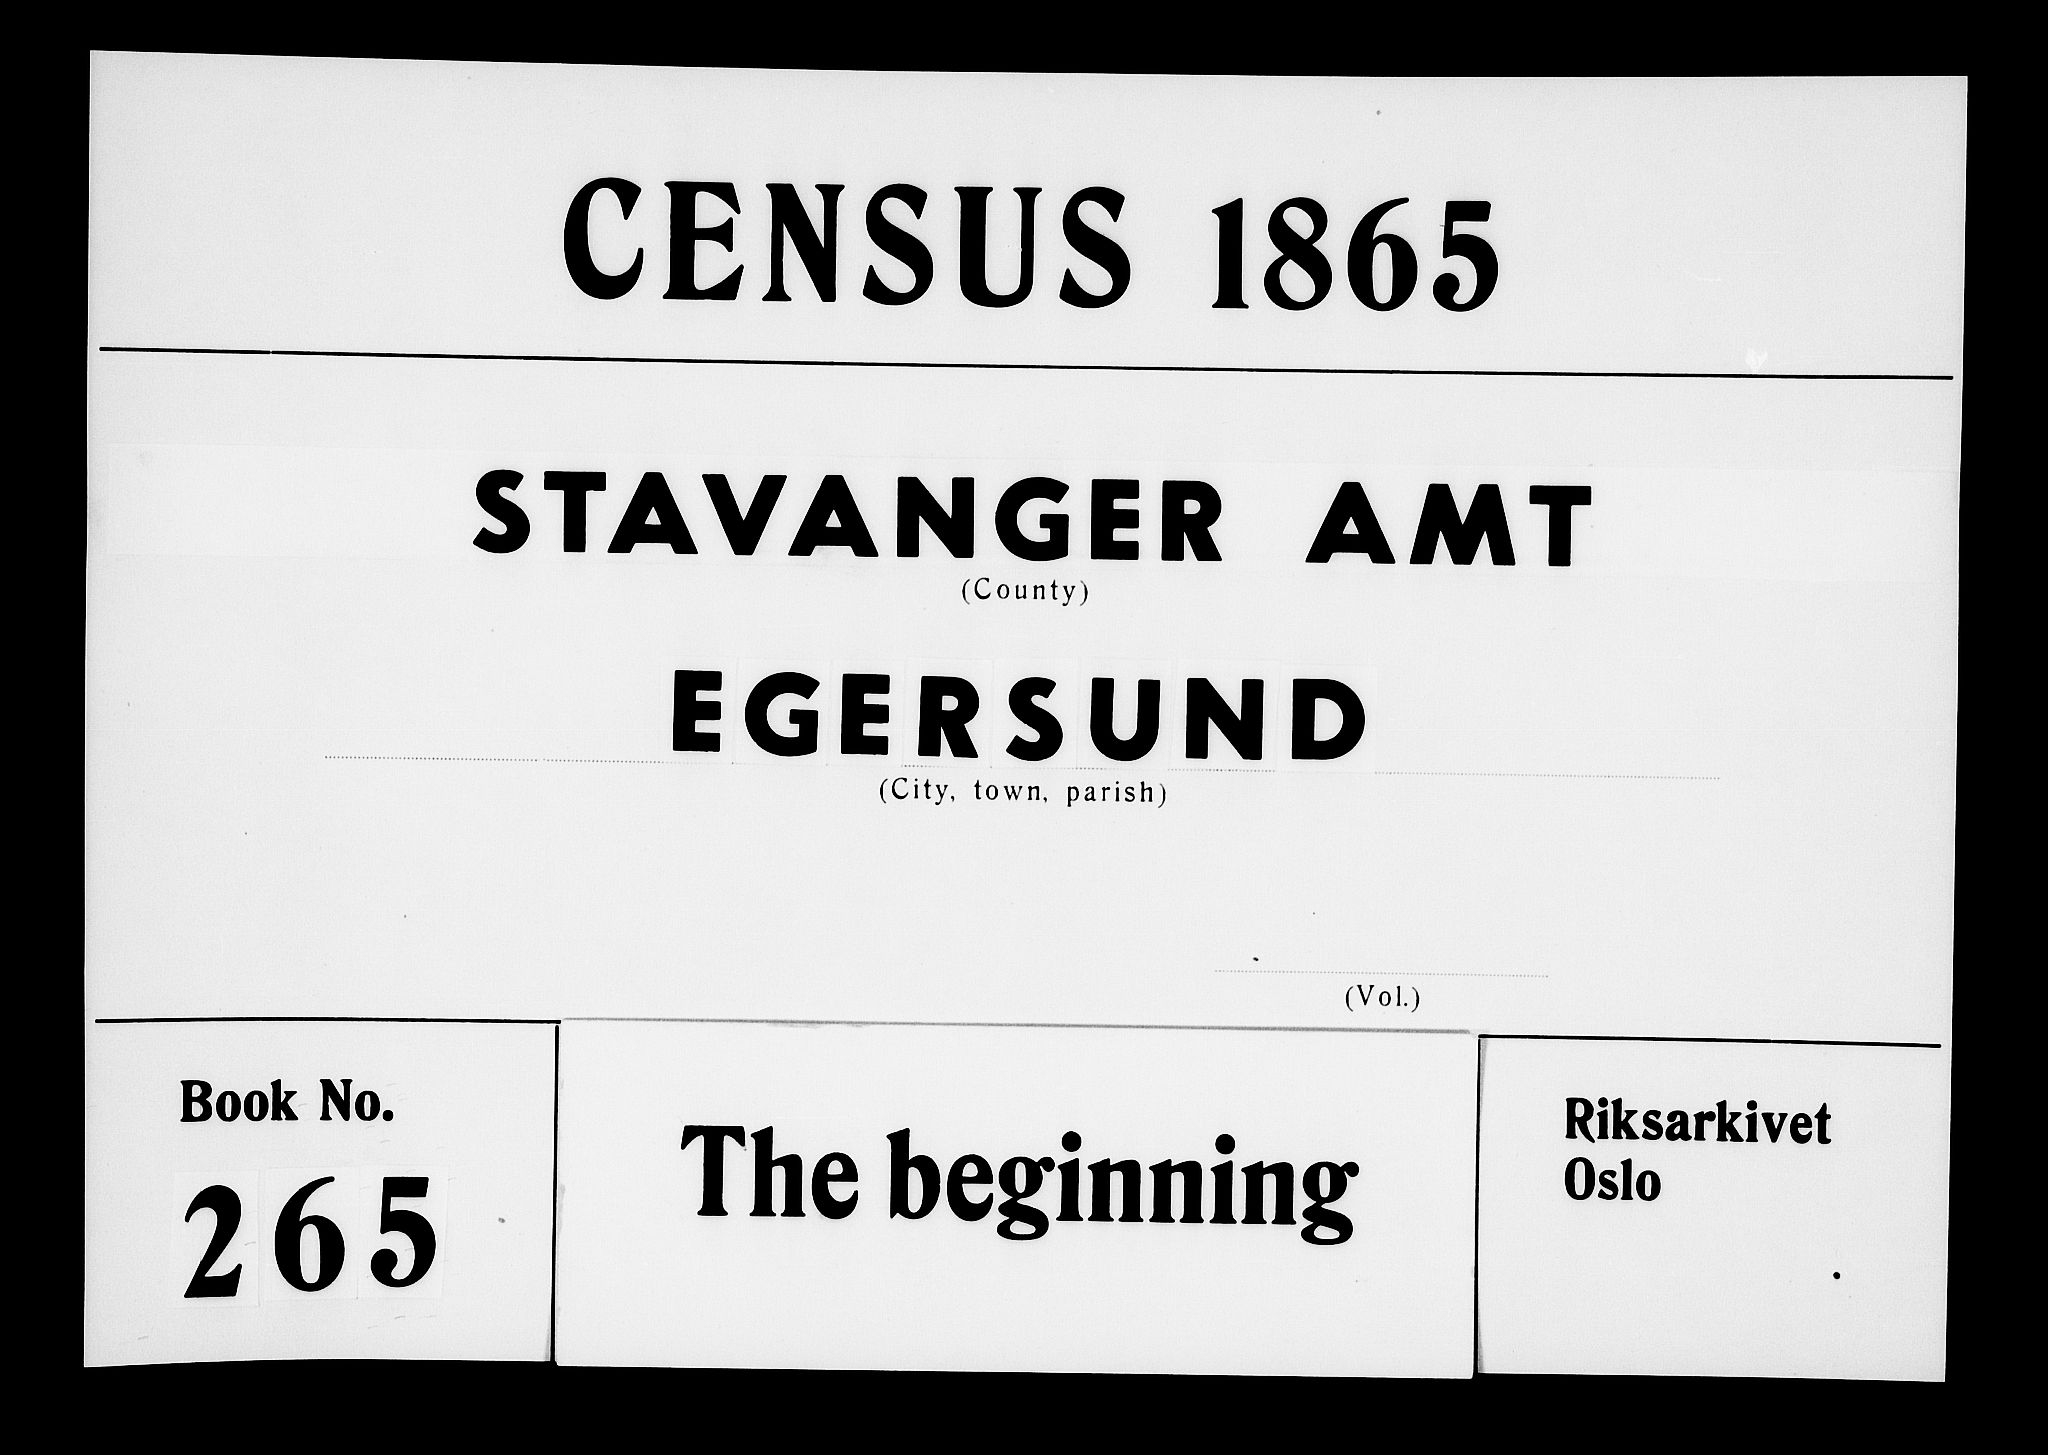 CENSUS 1865
STAVANGER AMT
(County)
EGERSUND
(City, town, parish)
(Vol.)
Book No.
265
The beginning
Riksarkivet
Oslo